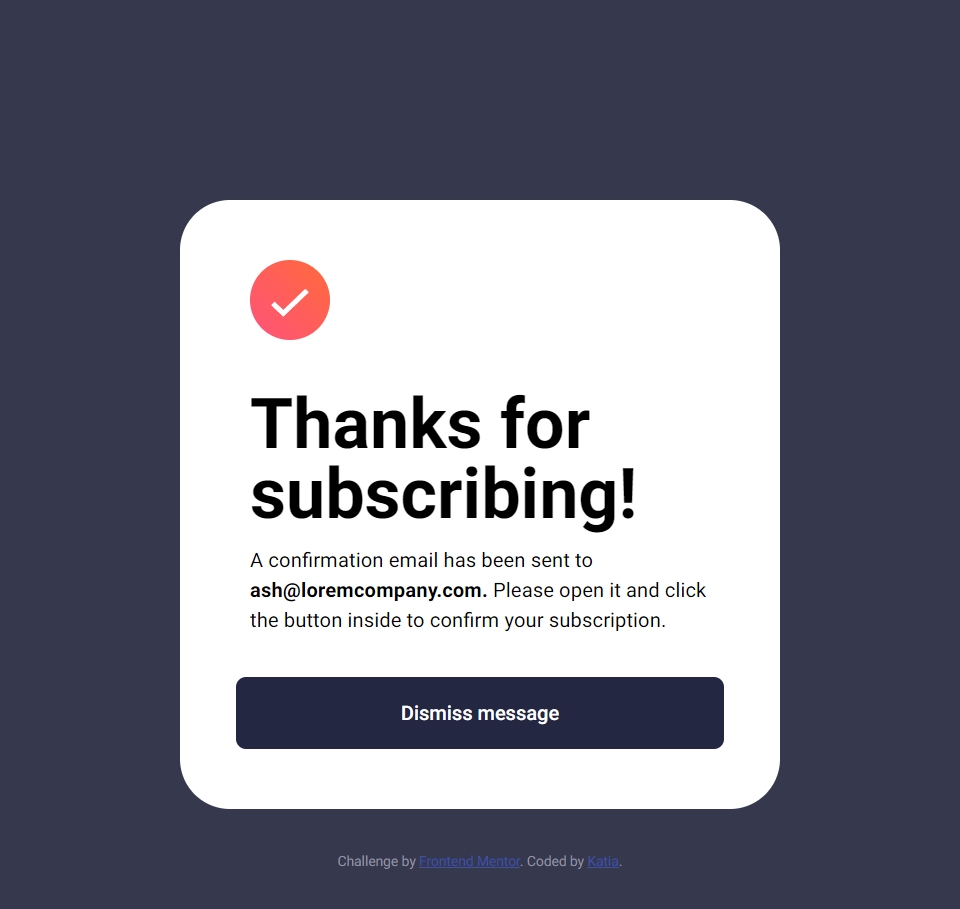 Thanks for
subscribing!
A confirmation email has been sent to
ash@loremcompany.com. Please open it and click
the button inside to confirm your subscription.
Dismiss message
Challenge by Frontend Mentor. Coded by Katia.